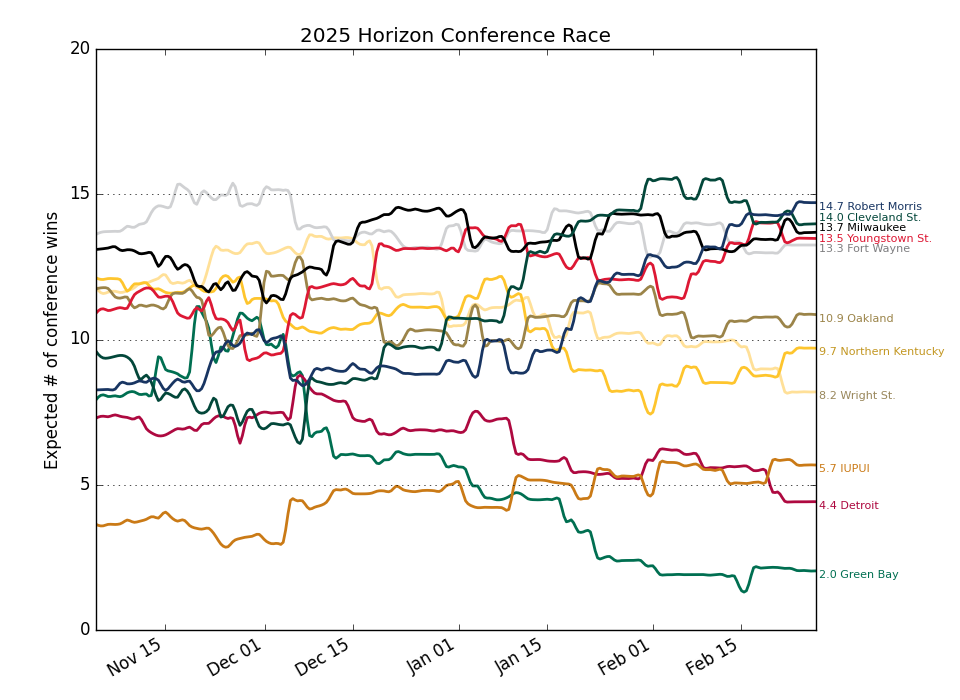 2025 Horizon Conference Race
Expected # of conference wins
20
15
10
5
0
Nov 15
Dec 01
Dec 15
Jan 01
Jan 15
Feb 01
Feb 15
14.7 Robert Morris
14.0 Cleveland St.
13.7 Milwaukee
13.5 Youngstown St.
13.3 Fort Wayne
10.9 Oakland
9.7 Northern Kentucky
8.2 Wright St.
5.7 IUPUI
4.4 Detroit
2.0 Green Bay